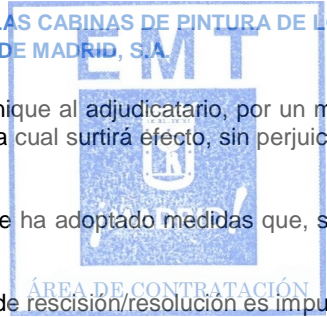 LAS CABINAS DE PINTURA DE L
DE MADRID, S.A.
EMT
nique al adjudicatario, por un m
a cual surtirá efecto, sin perjuic
e ha adoptado medidas que, s
¡MADRID!
ÁREA DE CONTRATACIÓN
de rescisión/resolución es impu